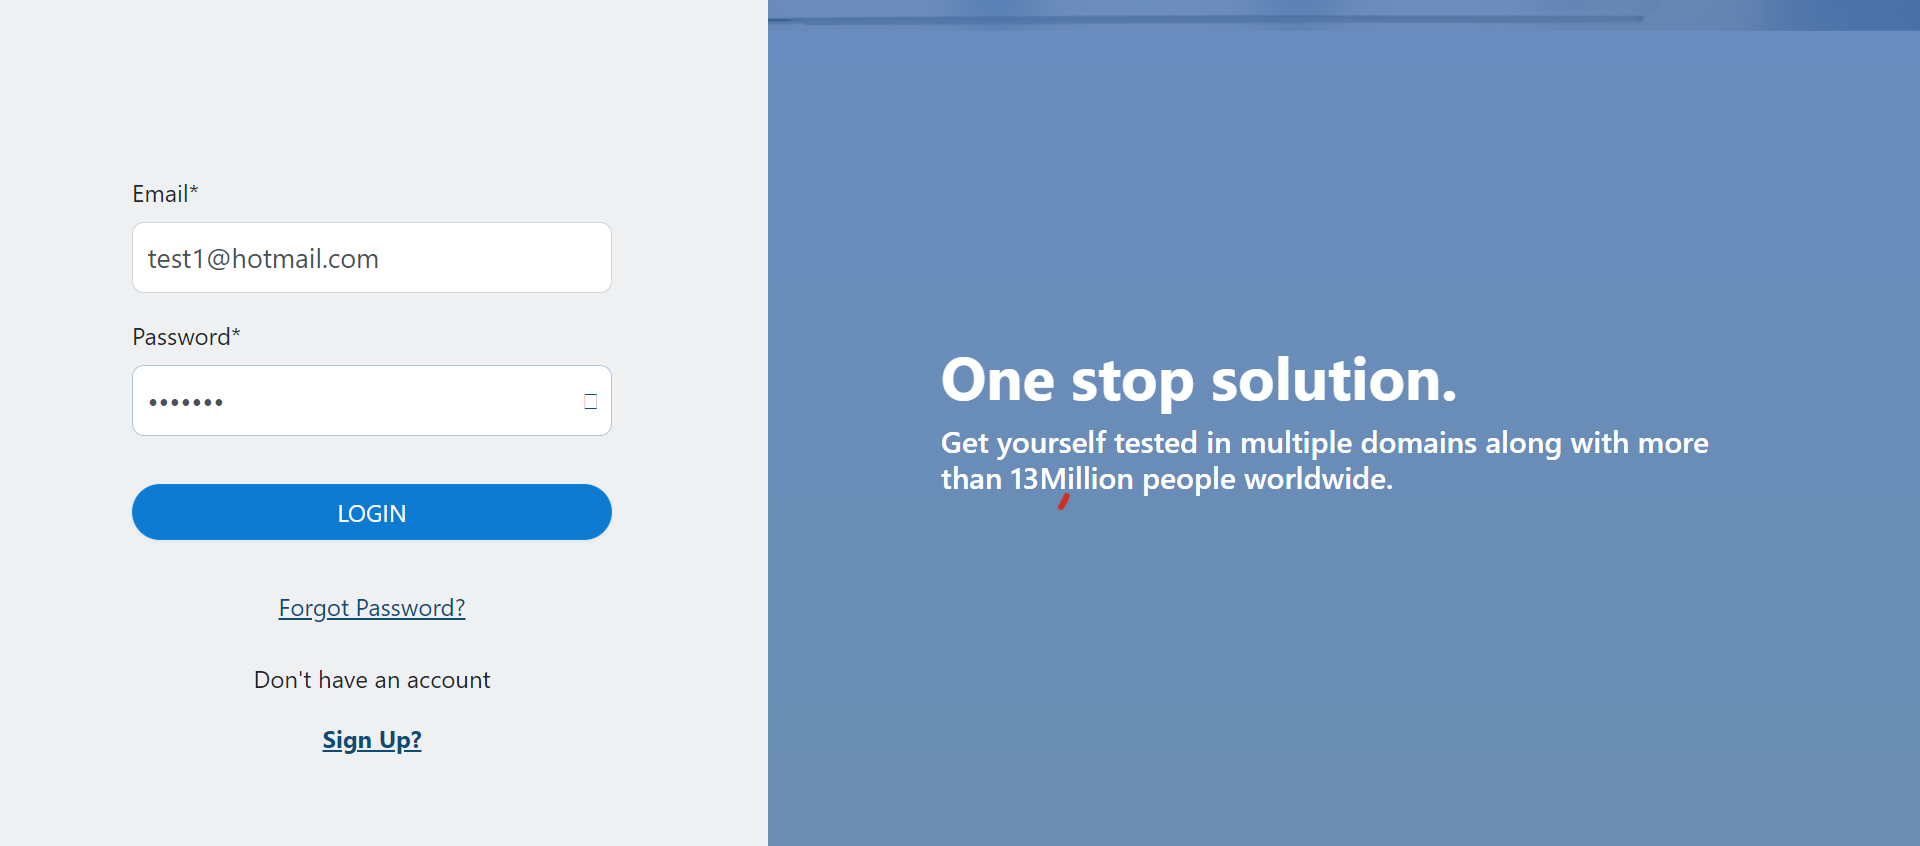 Email*
test1@hotmail.com
Password*
•••••••
LOGIN
Forgot Password?
Don't have an account
Sign Up?
One stop solution.
Get yourself tested in multiple domains along with more
than 13Million people worldwide.